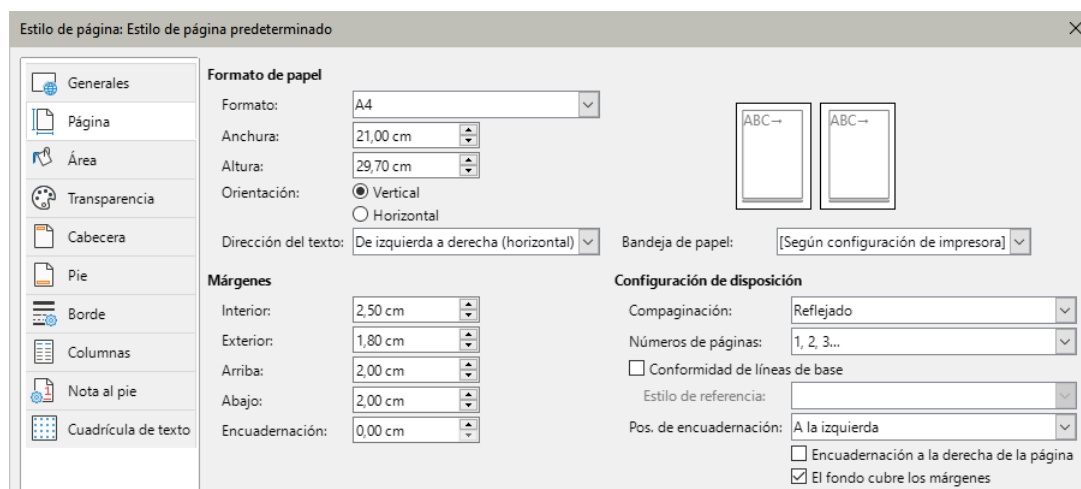 Estilo de página: Estilo de página predeterminado
Generales
Página
Área
Transparencia
Cabecera
Pie
Borde
Columnas
Nota al pie
Cuadrícula de texto
Formato de papel
Formato: A4
Anchura: 21,00 cm
Altura: 29,70 cm
Orientación: Vertical
Horizontal
Dirección del texto: De izquierda a derecha (horizontal)
ABC→ ABC→
Bandeja de papel: [Según configuración de impresora]
Márgenes
Interior: 2,50 cm
Exterior: 1,80 cm
Arriba: 2,00 cm
Abajo: 2,00 cm
Encuadernación: 0,00 cm
Configuración de disposición
Compaginación: Reflejado
Números de páginas: 1, 2, 3...
Conformidad de líneas de base
Estilo de referencia:
Pos. de encuadernación: A la izquierda
Encuadernación a la derecha de la página
El fondo cubre los márgenes